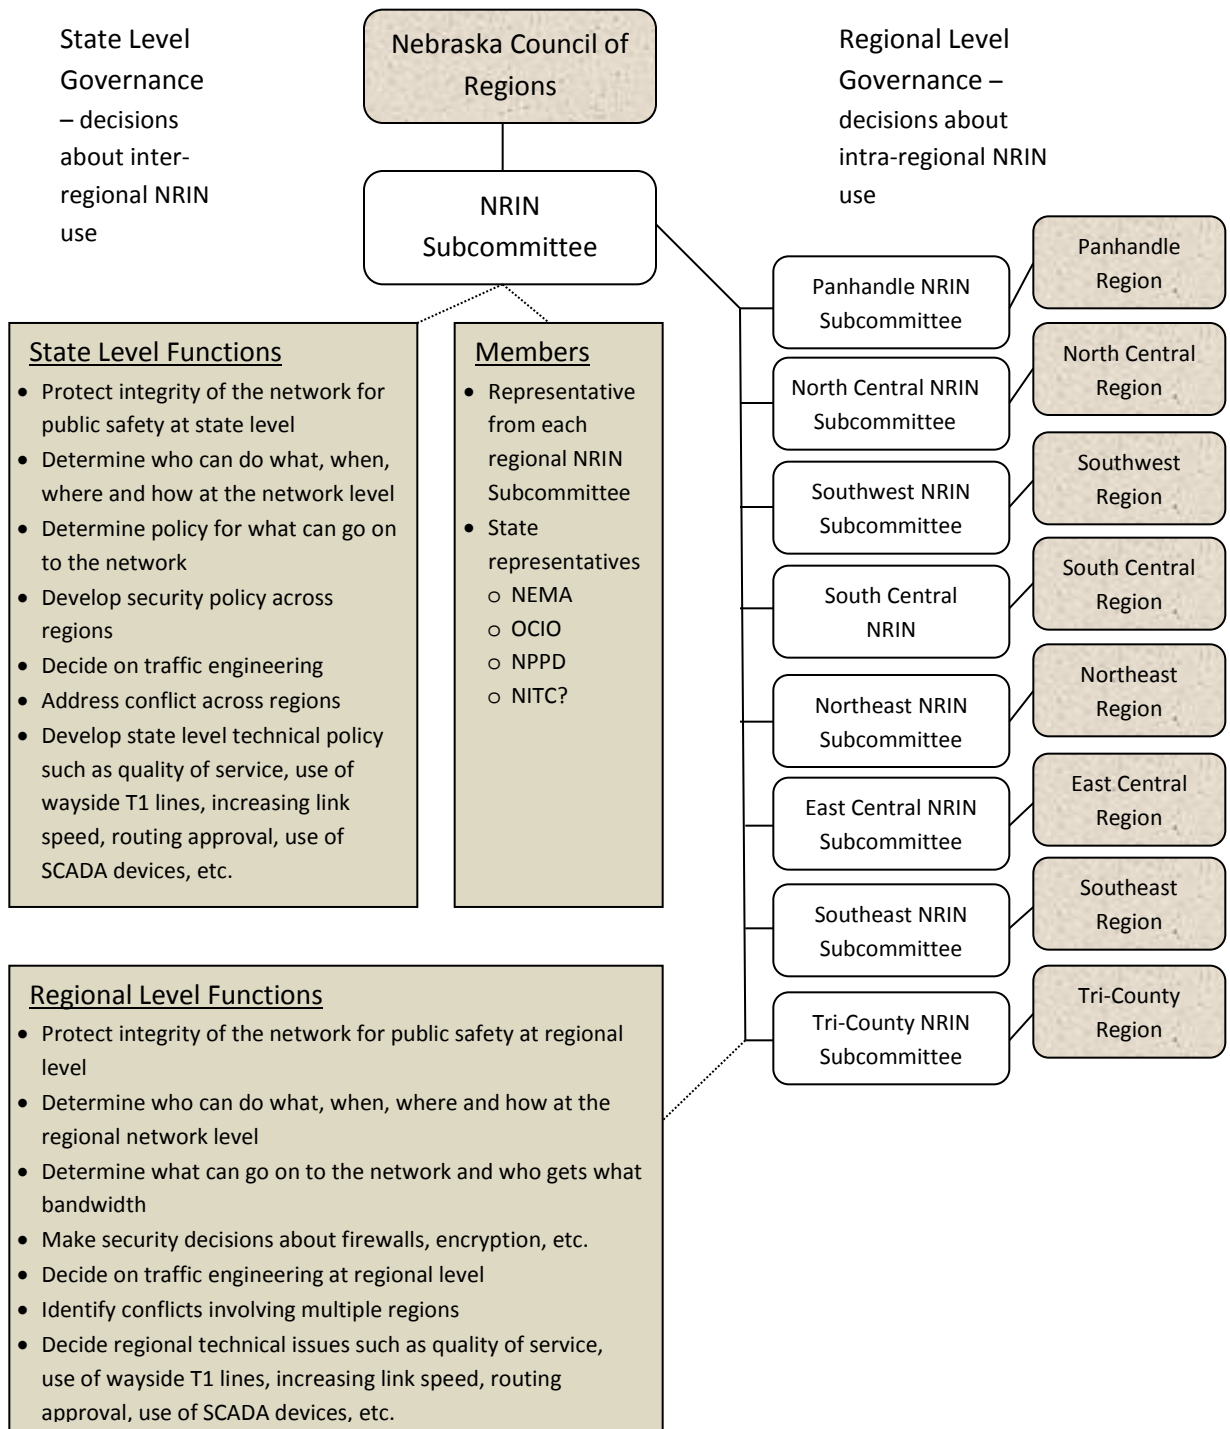 State Level
Governance
– decisions
about inter-
regional NRIN
use
Nebraska Council of
Regions
NRIN
Subcommittee
Regional Level
Governance –
decisions about
intra-regional NRIN
use
State Level Functions
• Protect integrity of the network for
public safety at state level
• Determine who can do what, when,
where and how at the network level
• Determine policy for what can go on
to the network
• Develop security policy across
regions
• Decide on traffic engineering
• Address conflict across regions
• Develop state level technical policy
such as quality of service, use of
wayside T1 lines, increasing link
speed, routing approval, use of
SCADA devices, etc.
Members
• Representative
from each
regional NRIN
Subcommittee
• State
representatives
o NEMA
o OCIO
o NPPD
o NITC?
Panhandle NRIN
Subcommittee
Panhandle
Region
North Central NRIN
Subcommittee
North Central
Region
Southwest NRIN
Subcommittee
Southwest
Region
South Central
NRIN
South Central
Region
Northeast NRIN
Subcommittee
Northeast
Region
East Central NRIN
Subcommittee
East Central
Region
Southeast NRIN
Subcommittee
Southeast
Region
Tri-County NRIN
Subcommittee
Tri-County
Region
Regional Level Functions
• Protect integrity of the network for public safety at regional
level
• Determine who can do what, when, where and how at the
regional network level
• Determine what can go on to the network and who gets what
bandwidth
• Make security decisions about firewalls, encryption, etc.
• Decide on traffic engineering at regional level
• Identify conflicts involving multiple regions
• Decide regional technical issues such as quality of service,
use of wayside T1 lines, increasing link speed, routing
approval, use of SCADA devices, etc.